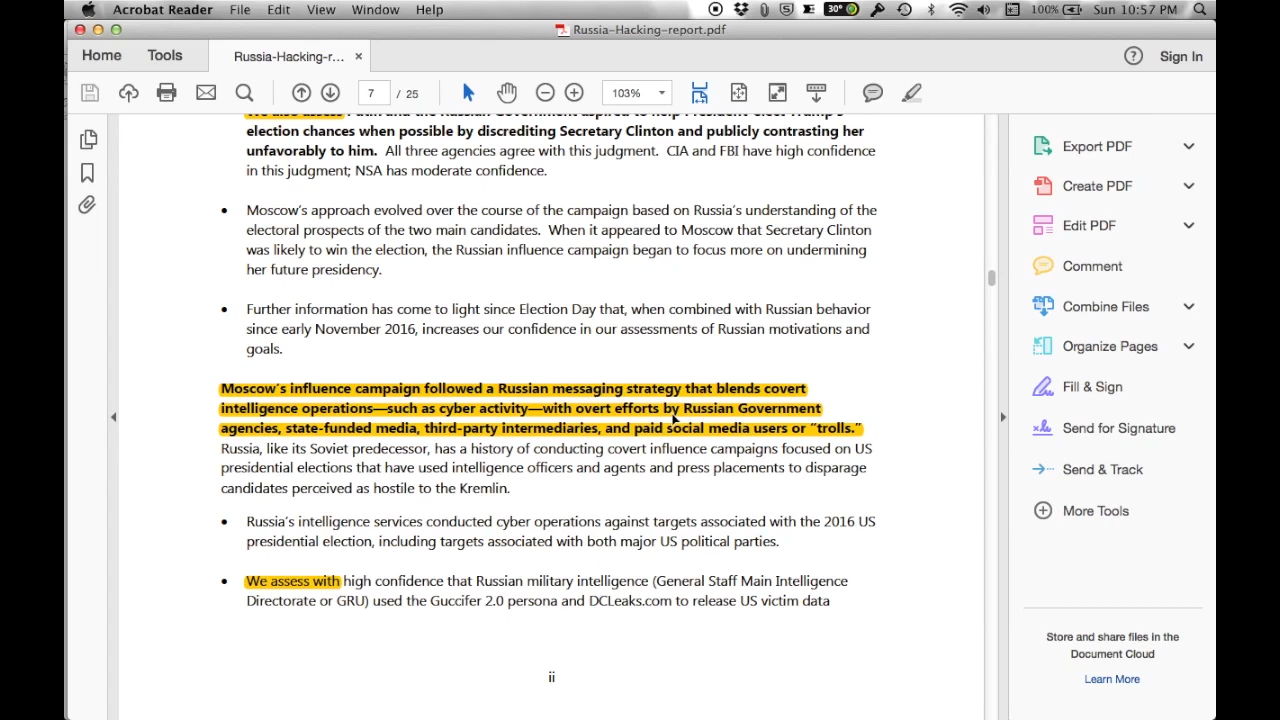 Acrobat Reader File Edit View Window Help 30° 100% Sun 10:57 PM
Russia-Hacking-report.pdf
Home Tools Russia-Hacking-r... × ? Sign In
7 / 25 103%
We also assess Putin and the Russian Government aspired to help President-elect Trump's
election chances when possible by discrediting Secretary Clinton and publicly contrasting her
unfavorably to him. All three agencies agree with this judgment. CIA and FBI have high confidence
in this judgment; NSA has moderate confidence.
• Moscow's approach evolved over the course of the campaign based on Russia's understanding of the
electoral prospects of the two main candidates. When it appeared to Moscow that Secretary Clinton
was likely to win the election, the Russian influence campaign began to focus more on undermining
her future presidency.
• Further information has come to light since Election Day that, when combined with Russian behavior
since early November 2016, increases our confidence in our assessments of Russian motivations and
goals.
Moscow's influence campaign followed a Russian messaging strategy that blends covert
intelligence operations—such as cyber activity—with overt efforts by Russian Government
agencies, state-funded media, third-party intermediaries, and paid social media users or “trolls.”
Russia, like its Soviet predecessor, has a history of conducting covert influence campaigns focused on US
presidential elections that have used intelligence officers and agents and press placements to disparage
candidates perceived as hostile to the Kremlin.
• Russia's intelligence services conducted cyber operations against targets associated with the 2016 US
presidential election, including targets associated with both major US political parties.
• We assess with high confidence that Russian military intelligence (General Staff Main Intelligence
Directorate or GRU) used the Guccifer 2.0 persona and DCLeaks.com to release US victim data
ii
Export PDF
Create PDF
Edit PDF
Comment
Combine Files
Organize Pages
Fill & Sign
Send for Signature
Send & Track
More Tools
Store and share files in the
Document Cloud
Learn More